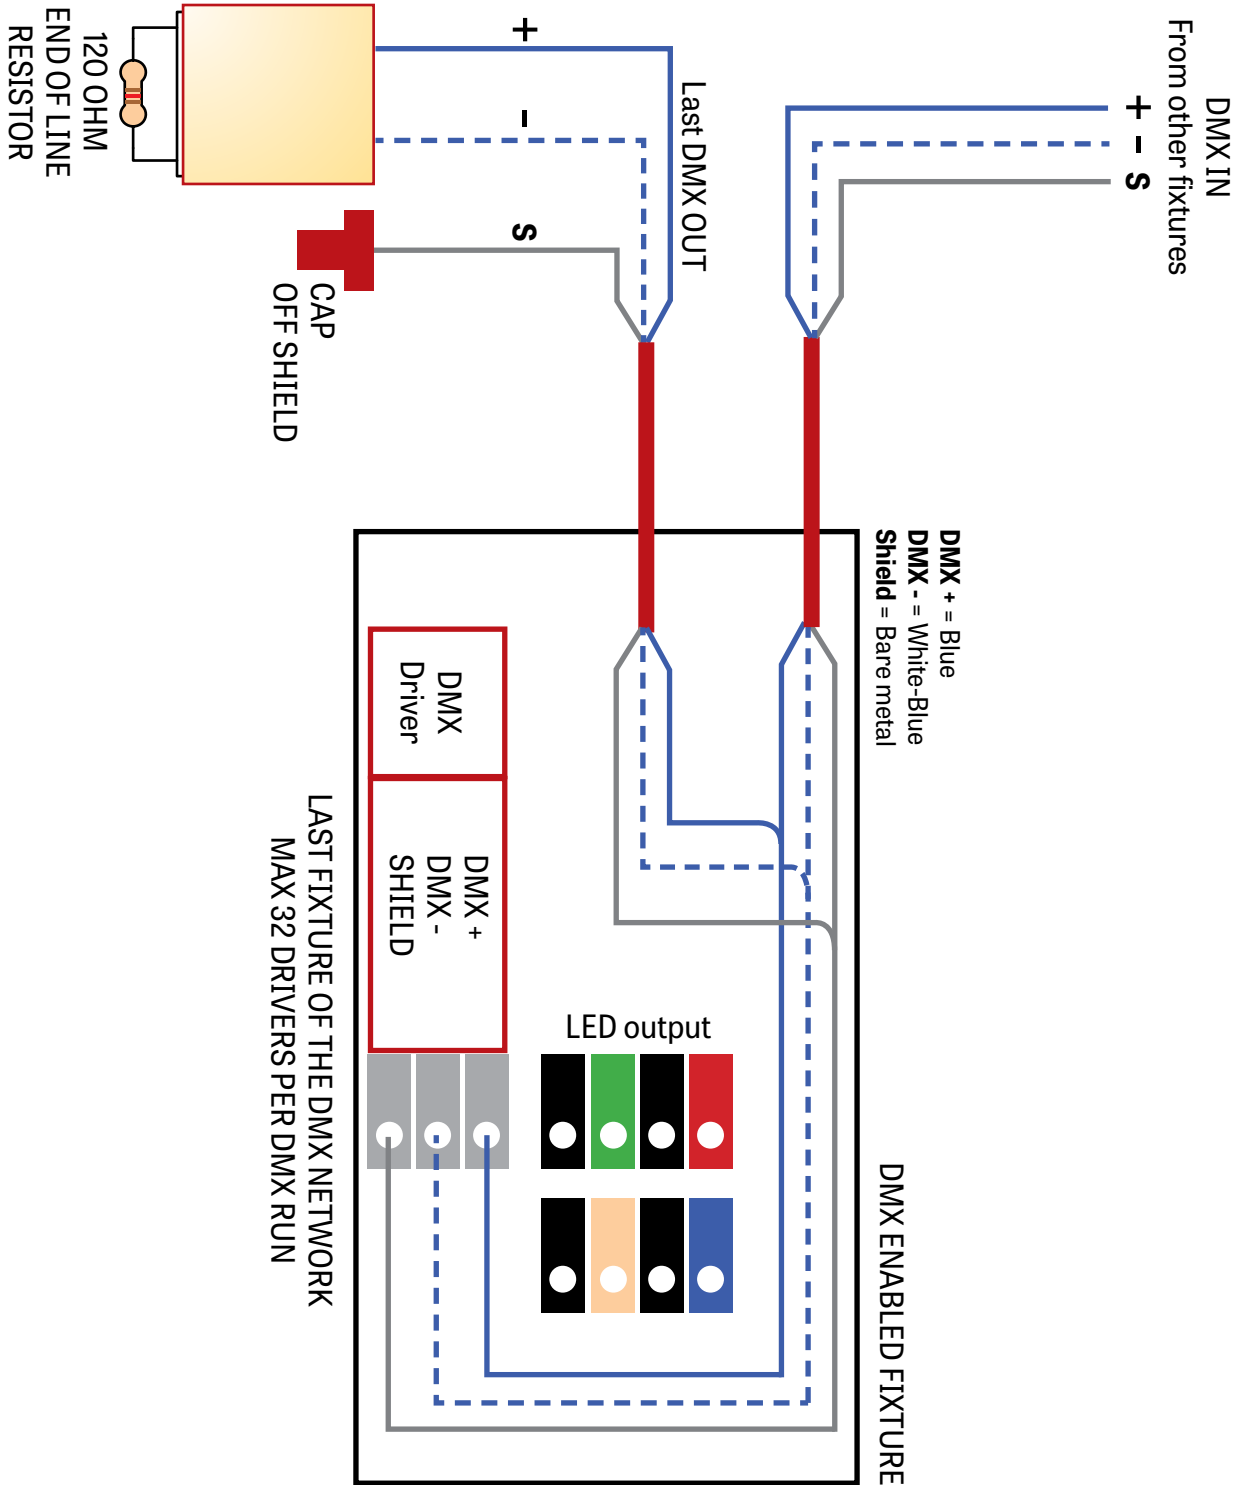 DMX IN
From other fixtures
+
-
S
Last DMX OUT
+
-
S
120 OHM
END OF LINE
RESISTOR
CAP
OFF SHIELD
DMX + = Blue
DMX - = White-Blue
Shield = Bare metal
DMX
Driver
DMX +
DMX -
SHIELD
LED output
DMX ENABLED FIXTURE
LAST FIXTURE OF THE DMX NETWORK
MAX 32 DRIVERS PER DMX RUN